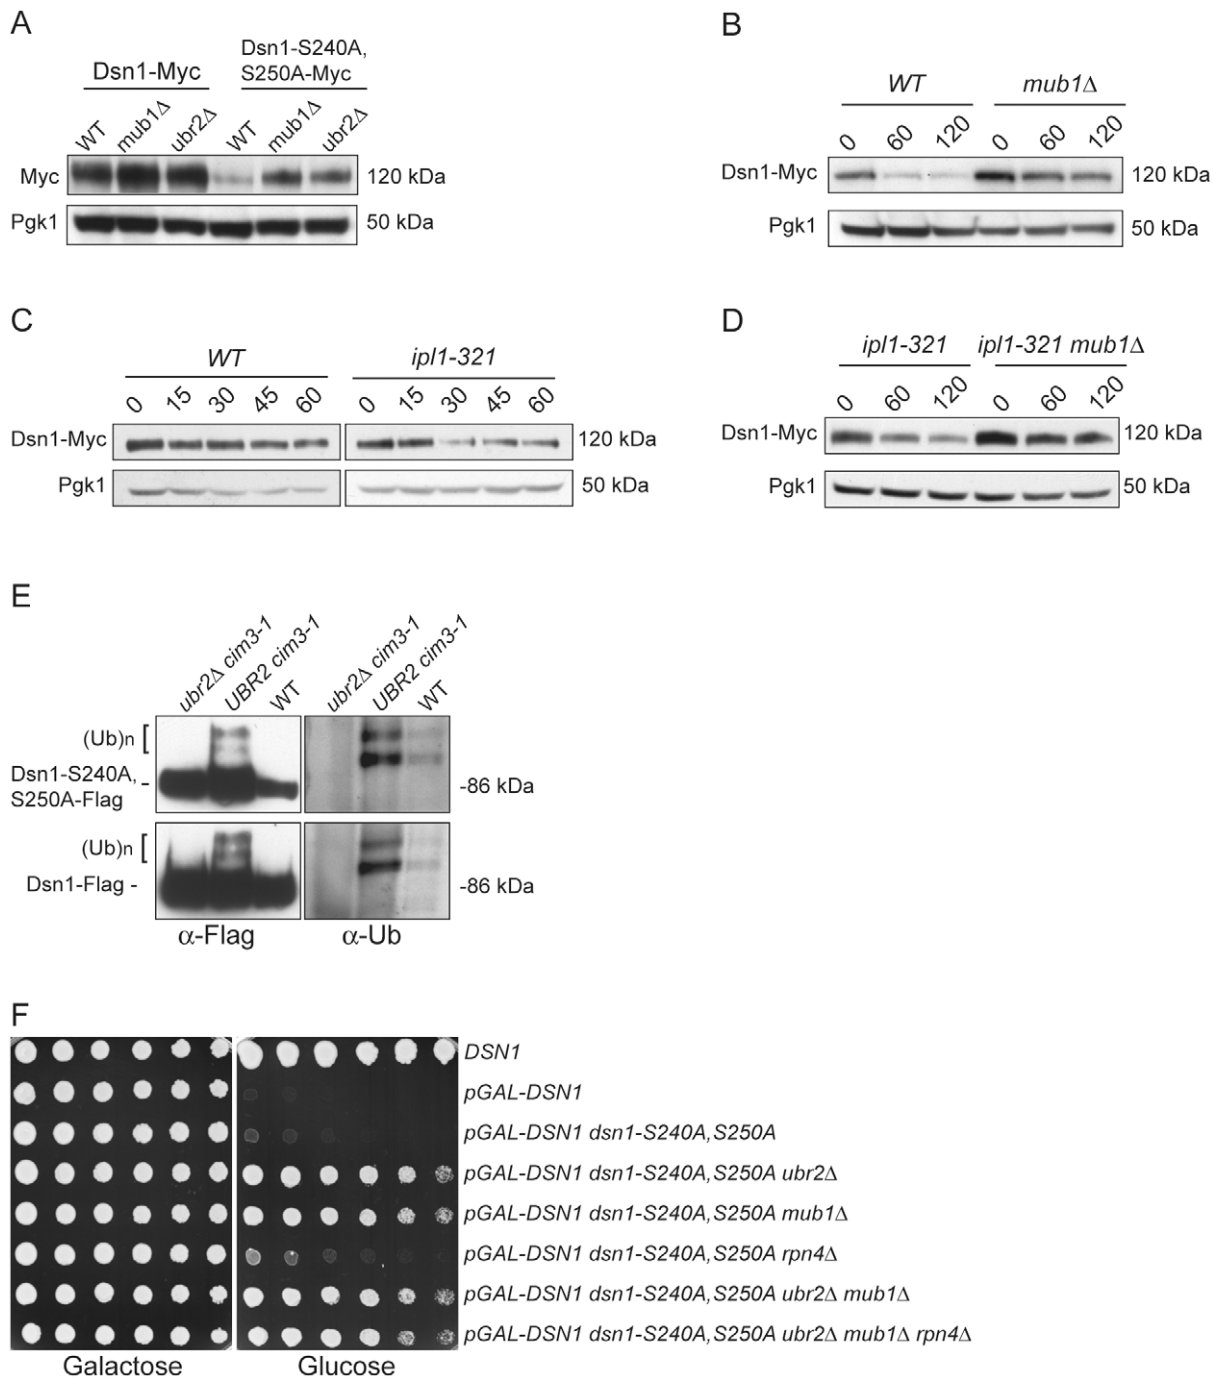 A
Dsn1-Myc
Dsn1-S240A,
S250A-Myc
WT
mub1Δ
ubr2Δ
WT
mub1Δ
ubr2Δ
Myc
120 kDa
Pgk1
50 kDa
B
WT
mub1Δ
0 60 120 0 60 120
Dsn1-Myc
120 kDa
Pgk1
50 kDa
C
WT
ipl1-321
0 15 30 45 60 0 15 30 45 60
Dsn1-Myc
120 kDa
Pgk1
50 kDa
D
ipl1-321
ipl1-321 mub1Δ
0 60 120 0 60 120
Dsn1-Myc
120 kDa
Pgk1
50 kDa
E
ubr2Δ cim3-1
UBR2 cim3-1
WT
ubr2Δ cim3-1
UBR2 cim3-1
WT
(Ub)n [
Dsn1-S240A, -
S250A-Flag
-86 kDa
(Ub)n [
Dsn1-Flag -
-86 kDa
α-Flag
α-Ub
F
DSN1
pGAL-DSN1
pGAL-DSN1 dsn1-S240A,S250A
pGAL-DSN1 dsn1-S240A,S250A ubr2Δ
pGAL-DSN1 dsn1-S240A,S250A mub1Δ
pGAL-DSN1 dsn1-S240A,S250A rpn4Δ
pGAL-DSN1 dsn1-S240A,S250A ubr2Δ mub1Δ
pGAL-DSN1 dsn1-S240A,S250A ubr2Δ mub1Δ rpn4Δ
Galactose
Glucose